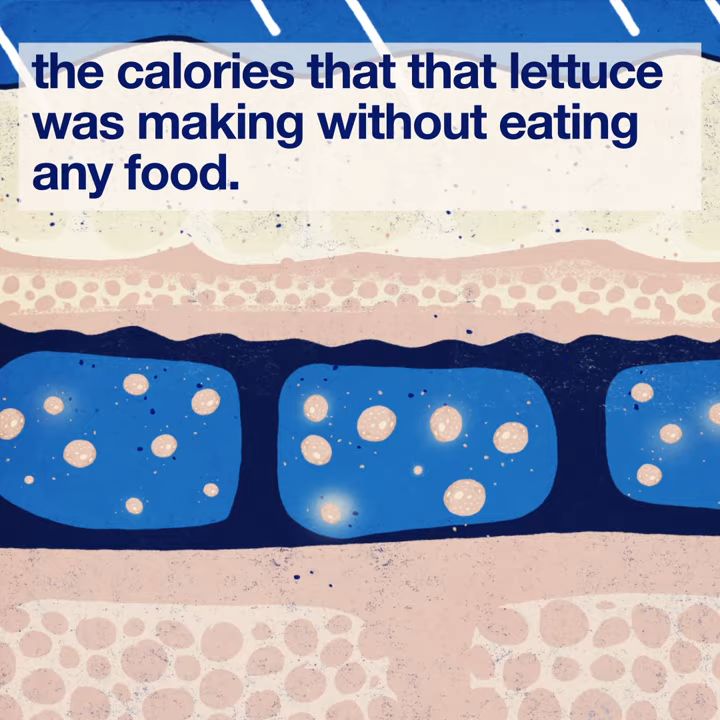 the calories that that lettuce
was making without eating
any food.